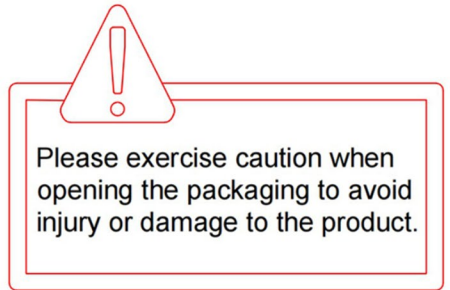 Please exercise caution when
opening the packaging to avoid
injury or damage to the product.